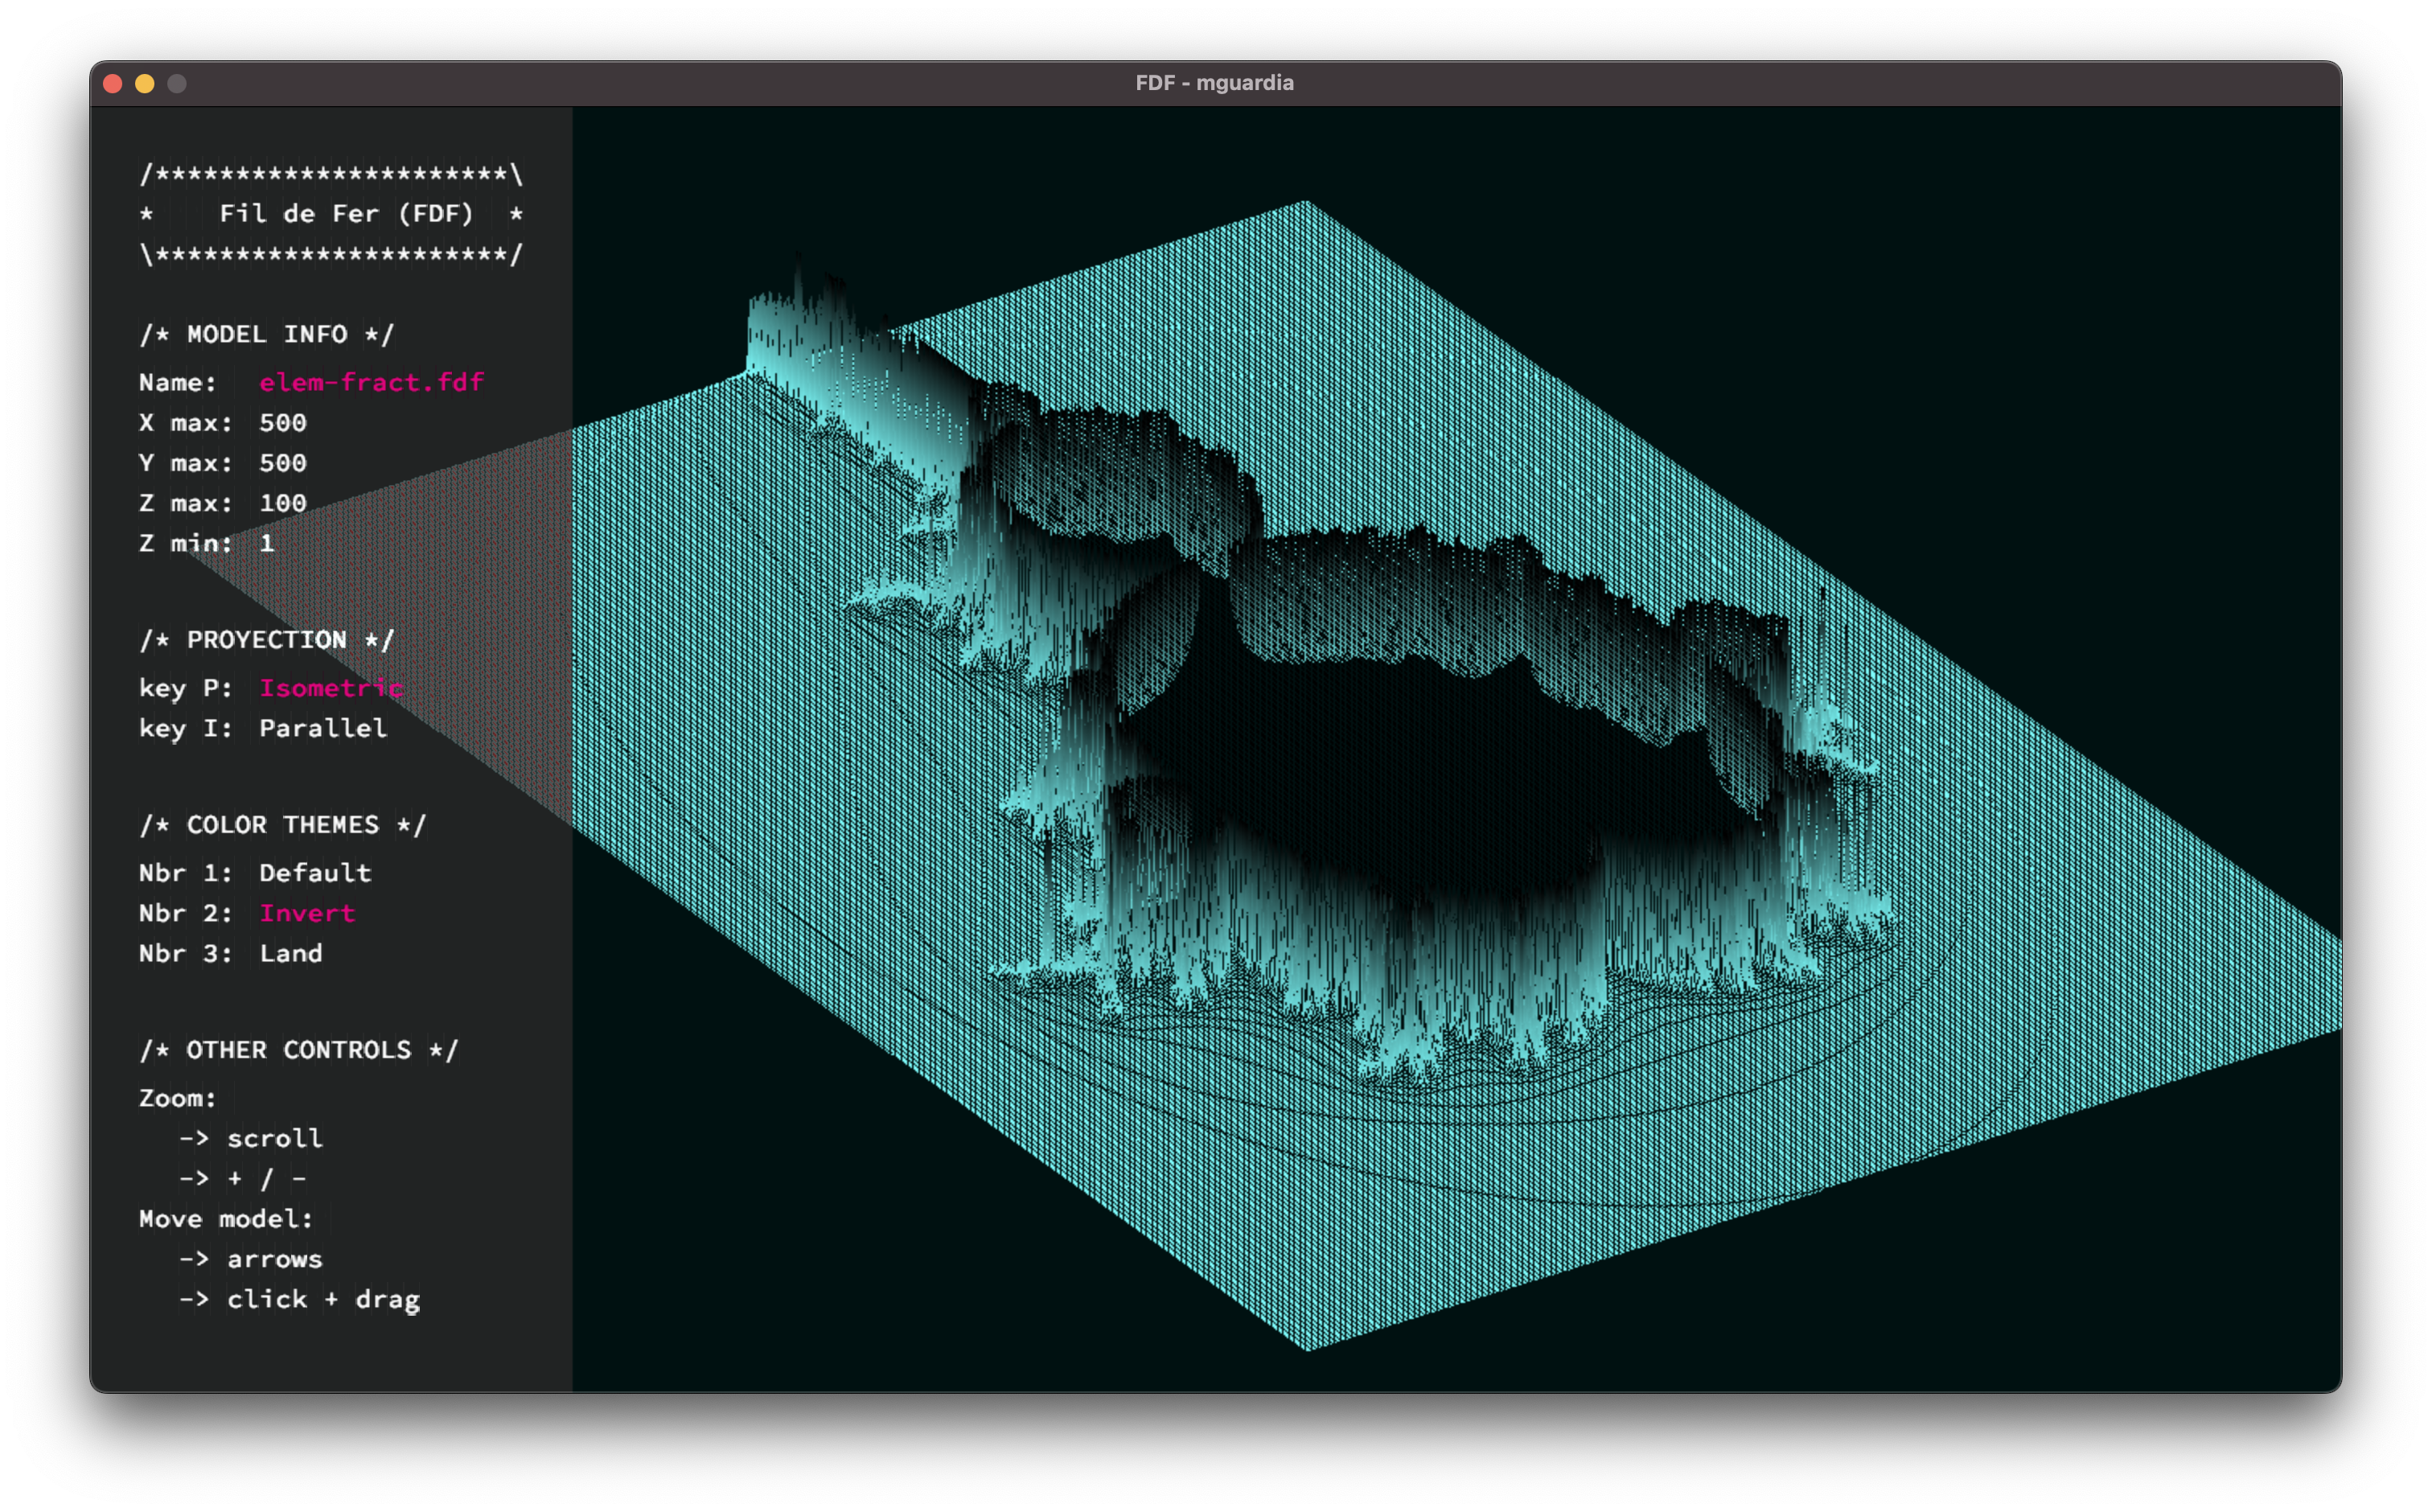 FDF - mguardia
/**********************\
*    Fil de Fer (FDF)  *
\**********************/
/* MODEL INFO */
Name: elem-fract.fdf
X max: 500
Y max: 500
Z max: 100
Z min: 1
/* PROYECTION */
key P: Isometric
key I: Parallel
/* COLOR THEMES */
Nbr 1: Default
Nbr 2: Invert
Nbr 3: Land
/* OTHER CONTROLS */
Zoom:
-> scroll
-> + / -
Move model:
-> arrows
-> click + drag